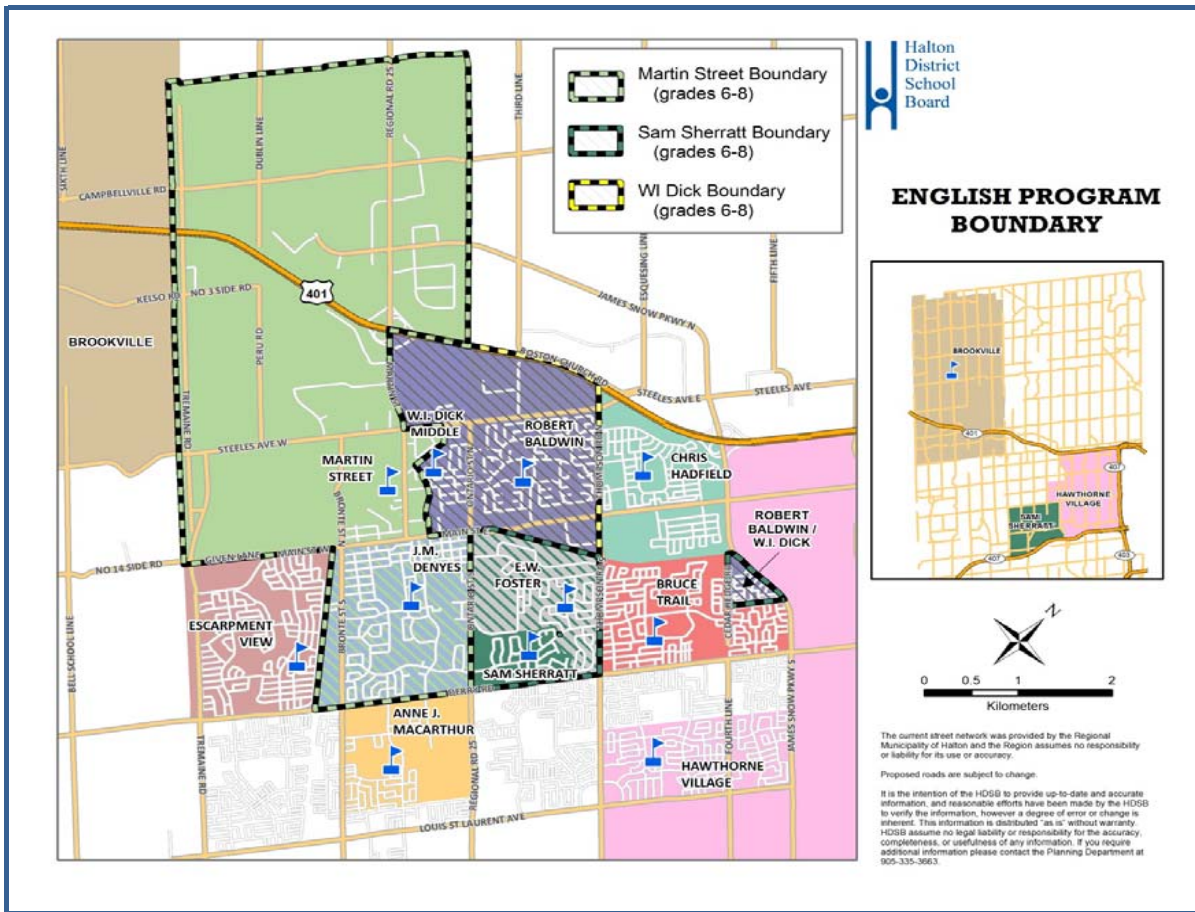 Martin Street Boundary
(grades 6-8)
Sam Sherratt Boundary
(grades 6-8)
WI Dick Boundary
(grades 6-8)
Halton
District
School
Board
ENGLISH PROGRAM
BOUNDARY
SIXTH LINE
DUBLIN LINE
REGIONAL RD 25
THIRD LINE
CAMPBELLVILLE RD
401
KELSO RD
NO 3 SIDE RD
PERU RD
ESQUESING LINE
FIFTH LINE
JAMES SNOW PKWY N
BROOKVILLE
BOSTON CHURCH RD
STEELES AVE E
STEELES AVE
TREMAINE RD
STEELES AVE W
W.I. DICK
MIDDLE
ROBERT
BALDWIN
MARTIN
STREET
CHRIS
HADFIELD
BRONTE ST N
ROBERT
BALDWIN /
W.I. DICK
MAIN ST E
GIVEN LANE
MAIN ST W
NO 14 SIDE RD
J.M.
DENYES
E.W.
FOSTER
BRUCE
TRAIL
ESCARPMENT
VIEW
BRONTE ST S
SAM SHERRATT
BELL SCHOOL LINE
ANNE J.
MACARTHUR
HAWTHORNE
VILLAGE
FOURTH LINE
JAMES SNOW PKWY S
TREMAINE RD
REGIONAL RD 25
LOUIS ST LAURENT AVE
BROOKVILLE
401
407
HAWTHORNE
VILLAGE
SAM
SHERRATT
407
403
N
0 0.5 1 2
Kilometers
The current street network was provided by the Regional
Municipality of Halton and the Region assumes no responsibility
or liability for its use or accuracy.
Proposed roads are subject to change.
It is the intention of the HDSB to provide up-to-date and accurate
information, and reasonable efforts have been made by the HDSB
to verify the information, however a degree of error or change is
inherent. This information is distributed "as is" without warranty.
HDSB assume no legal liability or responsibility for the accuracy,
completeness, or usefulness of any information. If you require
additional information please contact the Planning Department at
905-335-3663.